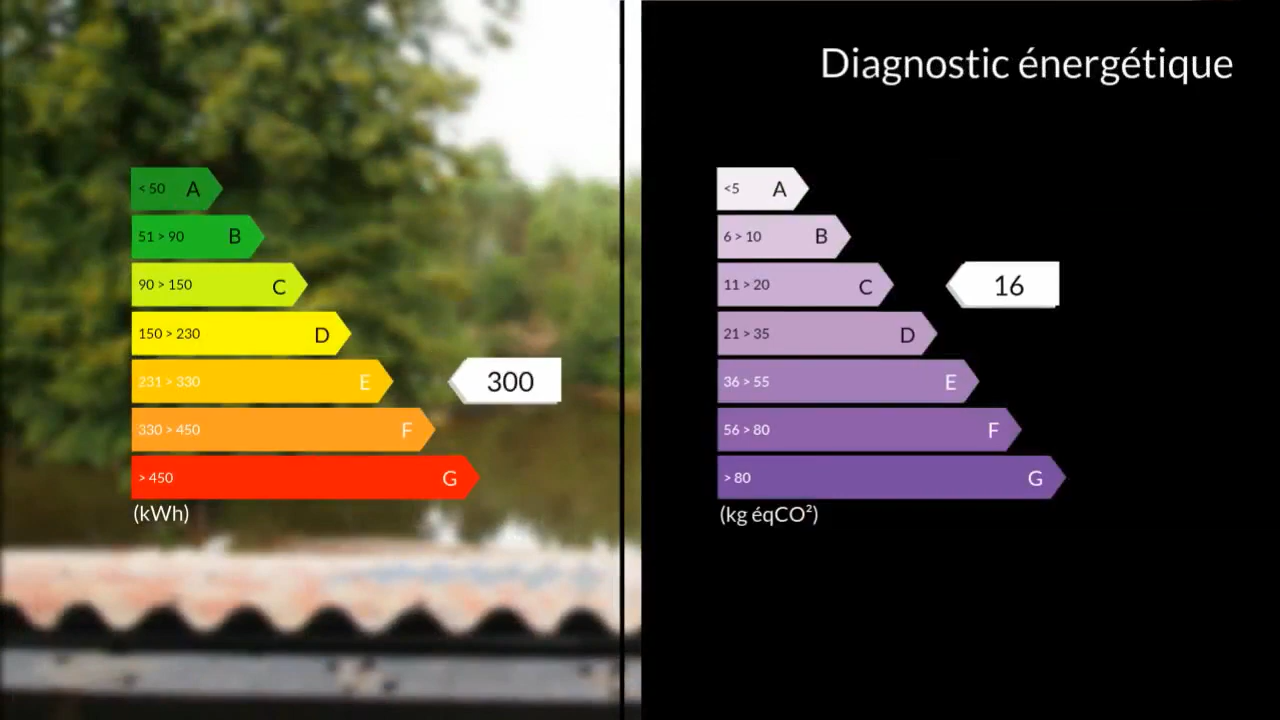 Diagnostic énergétique
< 50 A
51 > 90 B
90 > 150 C
150 > 230 D
231 > 330 E
300
330 > 450 F
> 450 G
(kWh)
<5 A
6 > 10 B
11 > 20 C
16
21 > 35 D
36 > 55 E
56 > 80 F
> 80 G
(kg éqCO²)